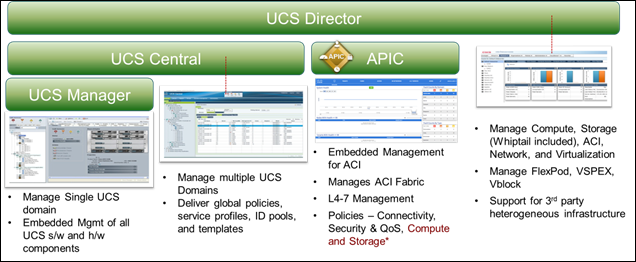 UCS Director
UCS Central
APIC
APIC
UCS Manager
• Manage Single UCS
domain
• Embedded Mgmt of all
UCS s/w and h/w
components
• Manage multiple UCS
Domains
• Deliver global policies,
service profiles, ID pools,
and templates
• Embedded Management
for ACI
• Manages ACI Fabric
• L4-7 Management
• Policies – Connectivity,
Security & QoS, Compute
and Storage*
• Manage Compute, Storage
(Whiptail included), ACI,
Network, and Virtualization
• Manage FlexPod, VSPEX,
Vblock
• Support for 3rd party
heterogeneous infrastructure